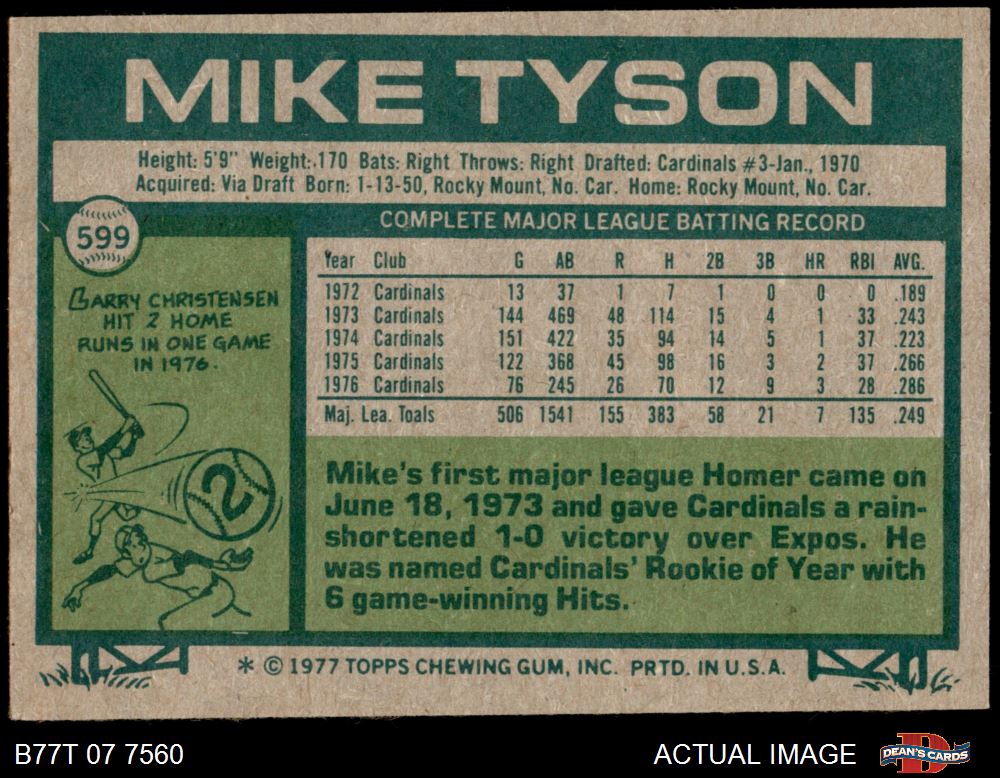 MIKE TYSON
Height: 5'9" Weight: 170 Bats: Right Throws: Right Drafted: Cardinals #3-Jan., 1970
Acquired: Via Draft Born: 1-13-50, Rocky Mount, No. Car. Home: Rocky Mount, No. Car.
599
LARRY CHRISTENSEN
HIT 2 HOME
RUNS IN ONE GAME
IN 1976.
2
COMPLETE MAJOR LEAGUE BATTING RECORD
Year Club G AB R H 2B 3B HR RBI AVG.
1972 Cardinals 13 37 1 7 1 0 0 0 .189
1973 Cardinals 144 469 48 114 15 4 1 33 .243
1974 Cardinals 151 422 35 94 14 5 1 37 .223
1975 Cardinals 122 368 45 98 16 3 2 37 .266
1976 Cardinals 76 245 26 70 12 9 3 28 .286
Maj. Lea. Toals 506 1541 155 383 58 21 7 135 .249
Mike's first major league Homer came on
June 18, 1973 and gave Cardinals a rain-
shortened 1-0 victory over Expos. He
was named Cardinals' Rookie of Year with
6 game-winning Hits.
* © 1977 TOPPS CHEWING GUM, INC. PRTD. IN U.S.A.
B77T 07 7560
ACTUAL IMAGE
D
DEAN'S CARDS